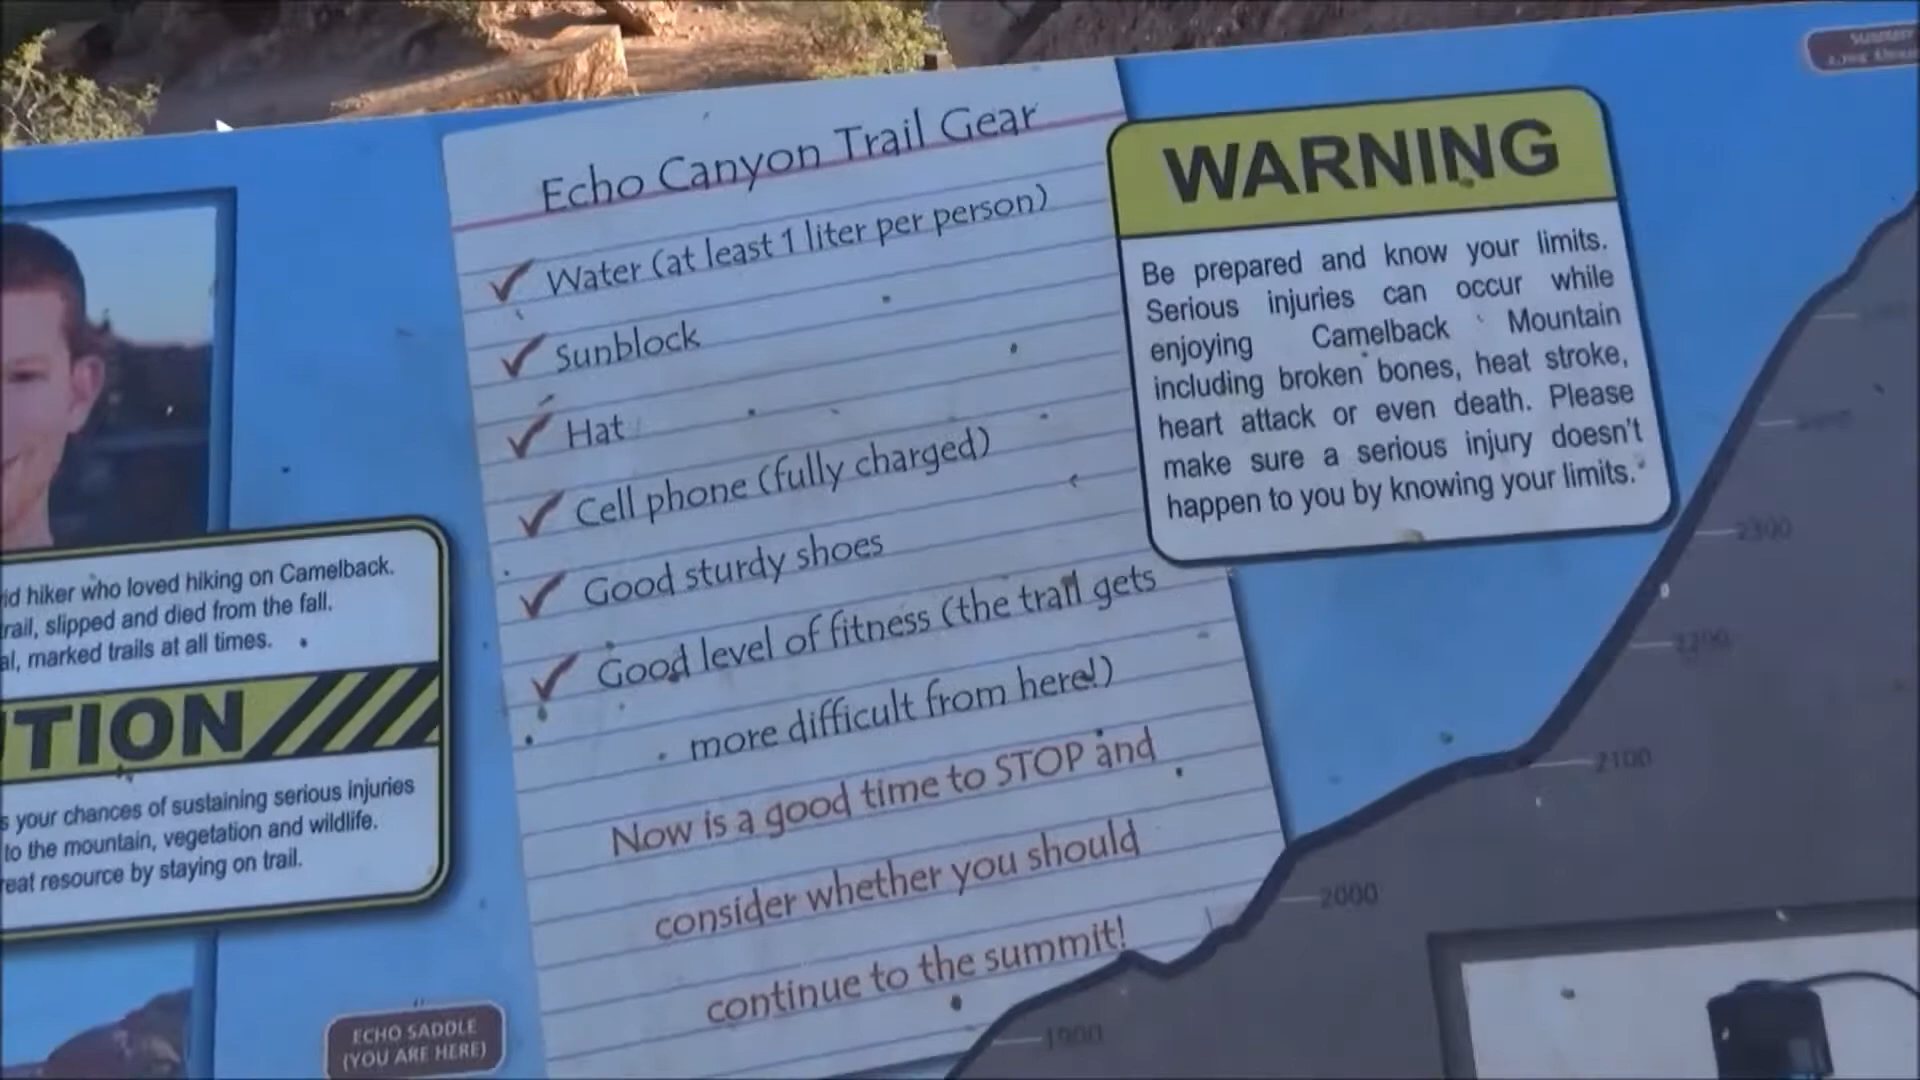 Echo Canyon Trail Gear
Water (at least 1 liter per person)
Sunblock
Hat
Cell phone (fully charged)
Good sturdy shoes
Good level of fitness (the trail gets
more difficult from here!)
Now is a good time to STOP and
consider whether you should
continue to the summit!
WARNING
Be prepared and know your limits.
Serious injuries can occur while
enjoying Camelback Mountain
including broken bones, heat stroke,
heart attack or even death. Please
make sure a serious injury doesn't
happen to you by knowing your limits.
hiker who loved hiking on Camelback.
slipped and died from the fall.
marked trails at all times.
TION
your chances of sustaining serious injuries
to the mountain, vegetation and wildlife.
resource by staying on trail.
ECHO SADDLE
(YOU ARE HERE)
2300
2200
2100
2000
1900